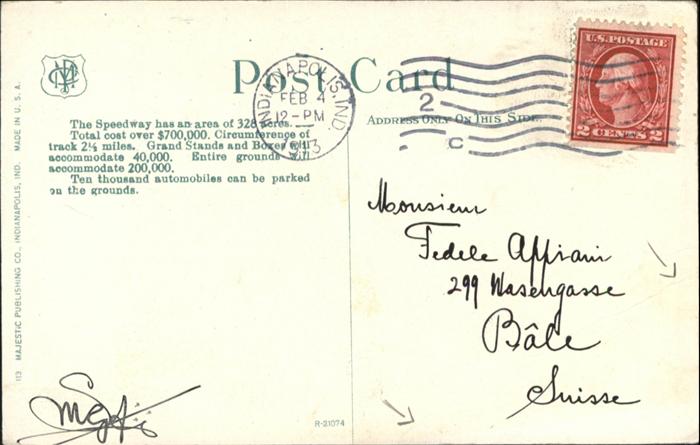 Post Card
INDIANAPOLIS, IND.
FEB 4
12-PM
1913
2
C
U.S. POSTAGE
2 CENTS 2
The Speedway has an area of 328 acres.
Total cost over $700,000. Circumference of
track 2½ miles. Grand Stands and Boxes will
accommodate 40,000. Entire grounds will
accommodate 200,000.
Ten thousand automobiles can be parked
on the grounds.
ADDRESS ONLY ON THIS SIDE.
Monsieur
Fedele Appiani
299 Wasengasse
Bâle
Suisse
113 MAJESTIC PUBLISHING CO., INDIANAPOLIS, IND. MADE IN U. S. A.
R-21074